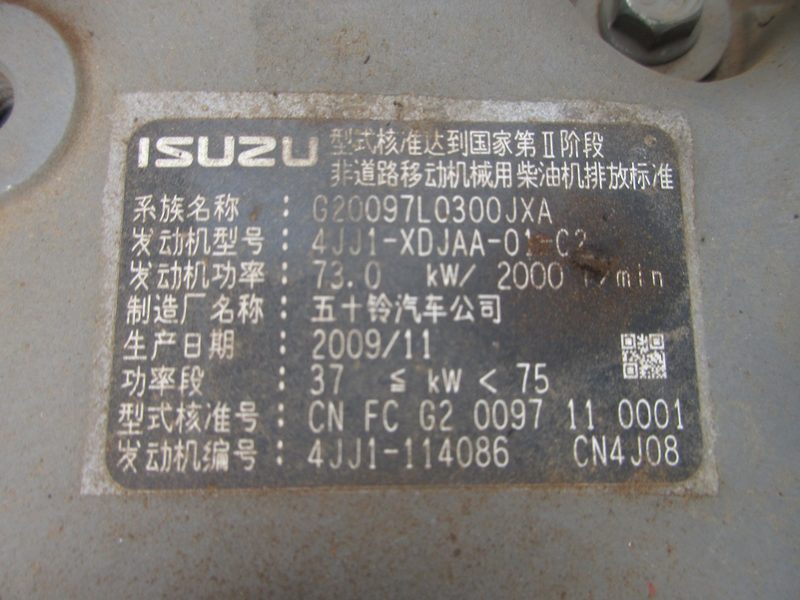 ISUZU 型式核准达到国家第Ⅱ阶段
非道路移动机械用柴油机排放标准
系族名称 : G20097L0300JXA
发动机型号 : 4JJ1-XDJAA-01-C2
发动机功率 : 73.0 kW/ 2000 r/min
制造厂名称 : 五十铃汽车公司
生产日期 : 2009/11
功率段 : 37 ≦ kW < 75
型式核准号 : CN FC G2 0097 11 0001
发动机编号 : 4JJ1-114086 CN4J08